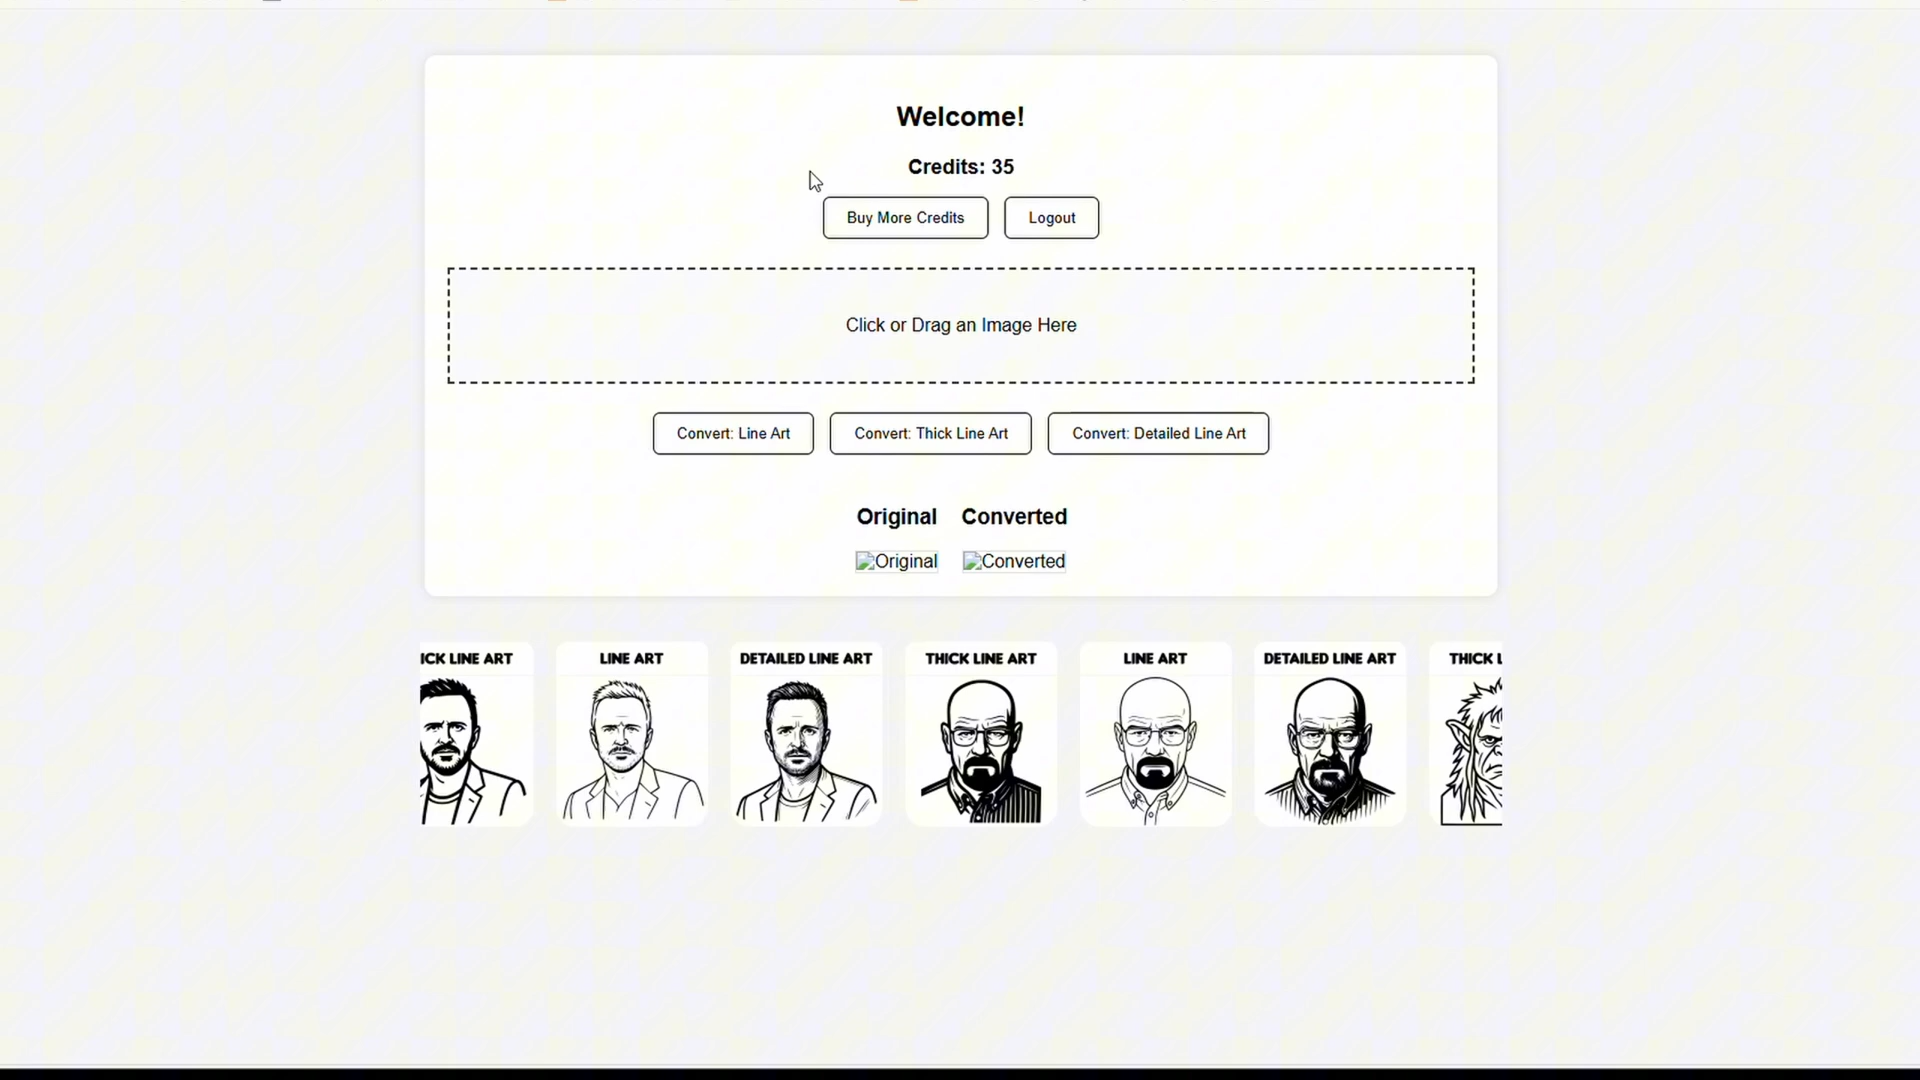 Welcome!
Credits: 35
Buy More Credits Logout
Click or Drag an Image Here
Convert: Line Art Convert: Thick Line Art Convert: Detailed Line Art
Original Converted
Original Converted
ICK LINE ART LINE ART DETAILED LINE ART THICK LINE ART LINE ART DETAILED LINE ART THICK L